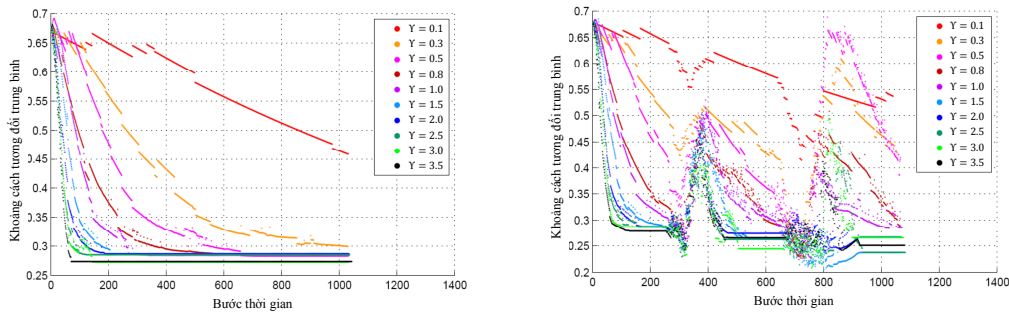 0.7
0.65
0.6
0.55
0.5
0.45
0.4
0.35
0.3
0.25
0 200 400 600 800 1000 1200 1400
Khoảng cách tương đối trung bình
Bước thời gian
ϒ = 0.1
ϒ = 0.3
ϒ = 0.5
ϒ = 0.8
ϒ = 1.0
ϒ = 1.5
ϒ = 2.0
ϒ = 2.5
ϒ = 3.0
ϒ = 3.5
0.7
0.65
0.6
0.55
0.5
0.45
0.4
0.35
0.3
0.25
0.2
0 200 400 600 800 1000 1200 1400
Khoảng cách tương đối trung bình
Bước thời gian
ϒ = 0.1
ϒ = 0.3
ϒ = 0.5
ϒ = 0.8
ϒ = 1.0
ϒ = 1.5
ϒ = 2.0
ϒ = 2.5
ϒ = 3.0
ϒ = 3.5